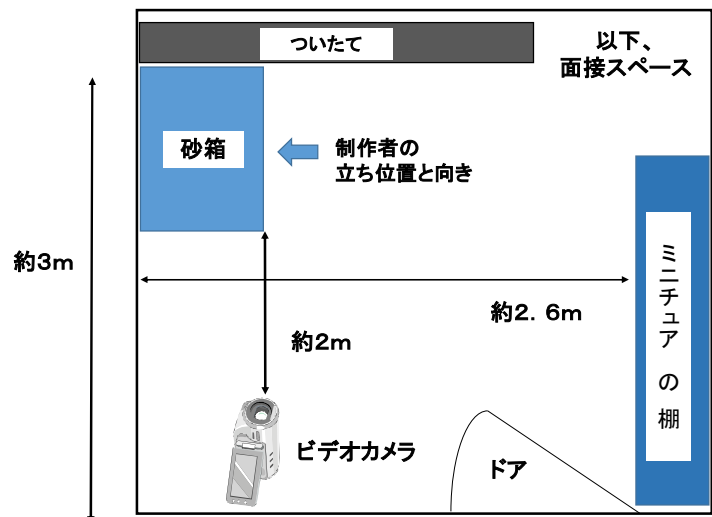 ついたて
以下、
面接スペース
砂箱
制作者の
立ち位置と向き
約3m
約2.6m
約2m
ミニチュアの棚
ビデオカメラ
ドア